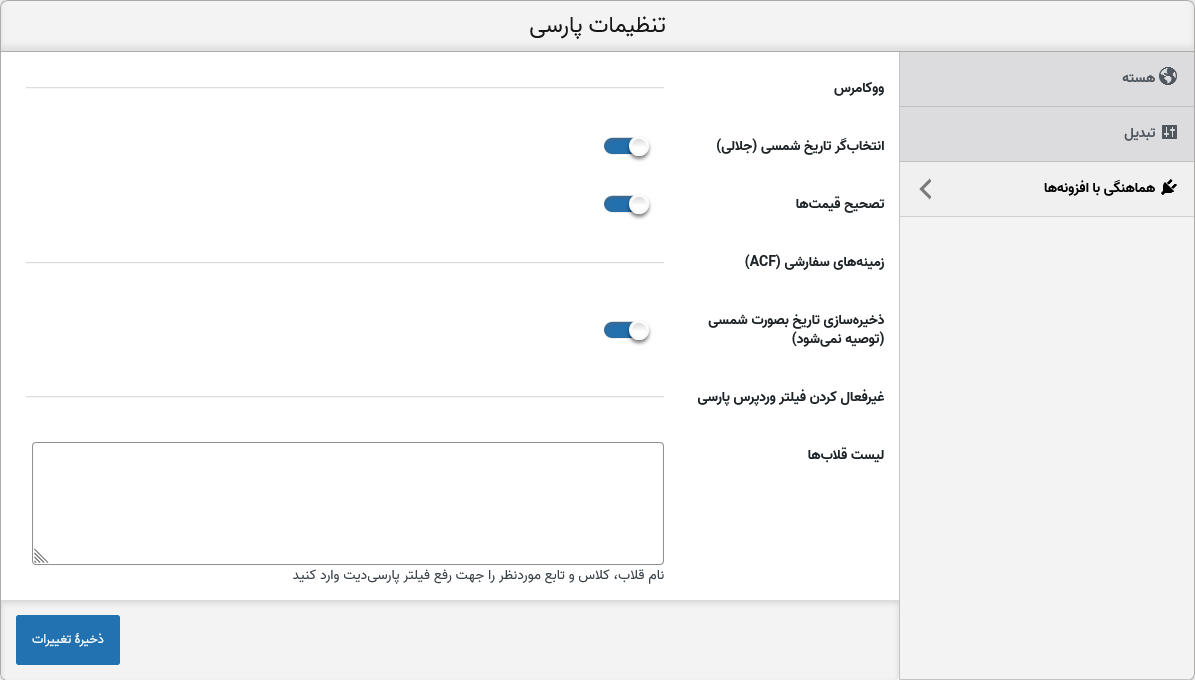 تنظیمات پارسی
هسته
تبدیل
هماهنگی با افزونه‌ها
ووکامرس
انتخاب‌گر تاریخ شمسی (جلالی)
تصحیح قیمت‌ها
زمینه‌های سفارشی (ACF)
ذخیره‌سازی تاریخ بصورت شمسی
(توصیه نمی‌شود)
غیرفعال کردن فیلتر وردپرس پارسی
لیست قلاب‌ها
نام قلاب، کلاس و تابع موردنظر را جهت رفع فیلتر پارسی‌دیت وارد کنید
ذخیرهٔ تغییرات